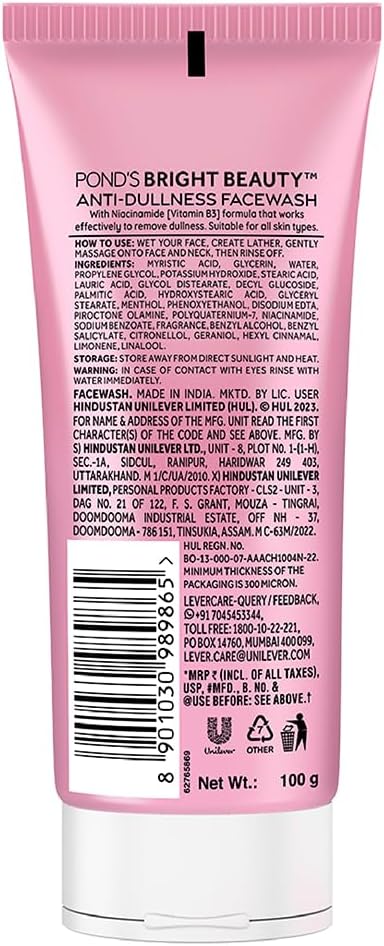 POND'S BRIGHT BEAUTY™
ANTI-DULLNESS FACEWASH
With Niacinamide [Vitamin B3] formula that works
effectively to remove dullness. Suitable for all skin types.
HOW TO USE: WET YOUR FACE, CREATE LATHER, GENTLY
MASSAGE ONTO FACE AND NECK, THEN RINSE OFF.
INGREDIENTS: MYRISTIC ACID, GLYCERIN, WATER,
PROPYLENE GLYCOL, POTASSIUM HYDROXIDE, STEARIC ACID,
LAURIC ACID, GLYCOL DISTEARATE, DECYL GLUCOSIDE,
PALMITIC ACID, HYDROXYSTEARIC ACID, GLYCERYL
STEARATE, MENTHOL, PHENOXYETHANOL, DISODIUM EDTA,
PIROCTONE OLAMINE, POLYQUATERNIUM-7, NIACINAMIDE,
SODIUM BENZOATE, FRAGRANCE, BENZYL ALCOHOL, BENZYL
SALICYLATE, CITRONELLOL, GERANIOL, HEXYL CINNAMAL,
LIMONENE, LINALOOL.
STORAGE: STORE AWAY FROM DIRECT SUNLIGHT AND HEAT.
WARNING: IN CASE OF CONTACT WITH EYES RINSE WITH
WATER IMMEDIATELY.
FACEWASH. MADE IN INDIA. MKTD. BY LIC. USER
HINDUSTAN UNILEVER LIMITED (HUL). © HUL 2023.
FOR NAME & ADDRESS OF THE MFG. UNIT READ THE FIRST
CHARACTER(S) OF THE CODE AND SEE ABOVE. MFG. BY
S) HINDUSTAN UNILEVER LTD., UNIT - 8, PLOT NO. 1-(1-H),
SEC.-1A, SIDCUL, RANIPUR, HARIDWAR 249 403,
UTTARAKHAND. M 1/C/UA/2010. X) HINDUSTAN UNILEVER
LIMITED, PERSONAL PRODUCTS FACTORY - CLS2 - UNIT - 3,
DAG NO. 21 OF 122, F. S. GRANT, MOUZA - TINGRAI,
DOOMDOOMA INDUSTRIAL ESTATE, OFF NH - 37,
DOOMDOOMA - 786 151, TINSUKIA, ASSAM. M C-63M/2022.
HUL REGN. NO.
BO-13-000-07-AAACH1004N-22.
MINIMUM THICKNESS OF THE
PACKAGING IS 300 MICRON.
LEVERCARE-QUERY/FEEDBACK,
+91 7045453344,
TOLL FREE: 1800-10-22-221,
PO BOX 14760, MUMBAI 400 099,
LEVER.CARE@UNILEVER.COM
*MRP ₹ (INCL. OF ALL TAXES),
USP, #MFD., B. NO. &
@USE BEFORE: SEE ABOVE.†
8 901030 989865 >
62765869
Unilever
7
OTHER
Net Wt.: 100 g